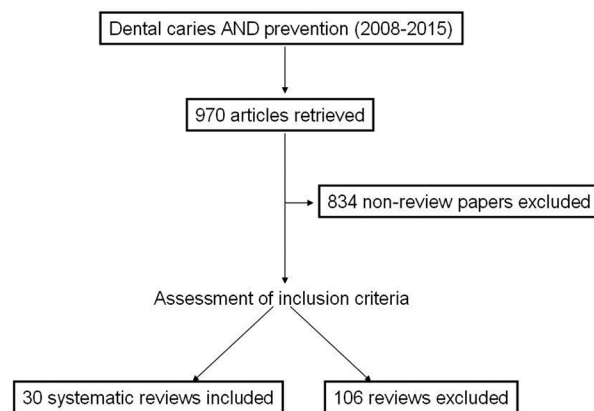 Dental caries AND prevention (2008-2015)
970 articles retrieved
834 non-review papers excluded
Assessment of inclusion criteria
30 systematic reviews included
106 reviews excluded